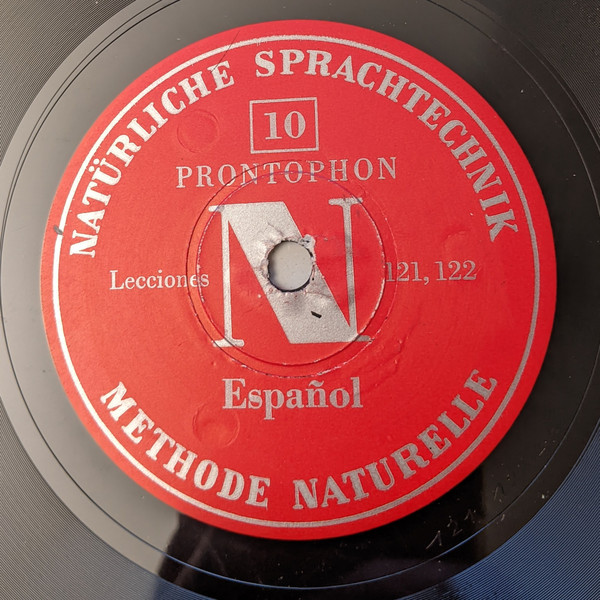 NATÜRLICHE SPRACHTECHNIK
10
PRONTOPHON
N
Lecciones 121, 122
Español
METHODE NATURELLE